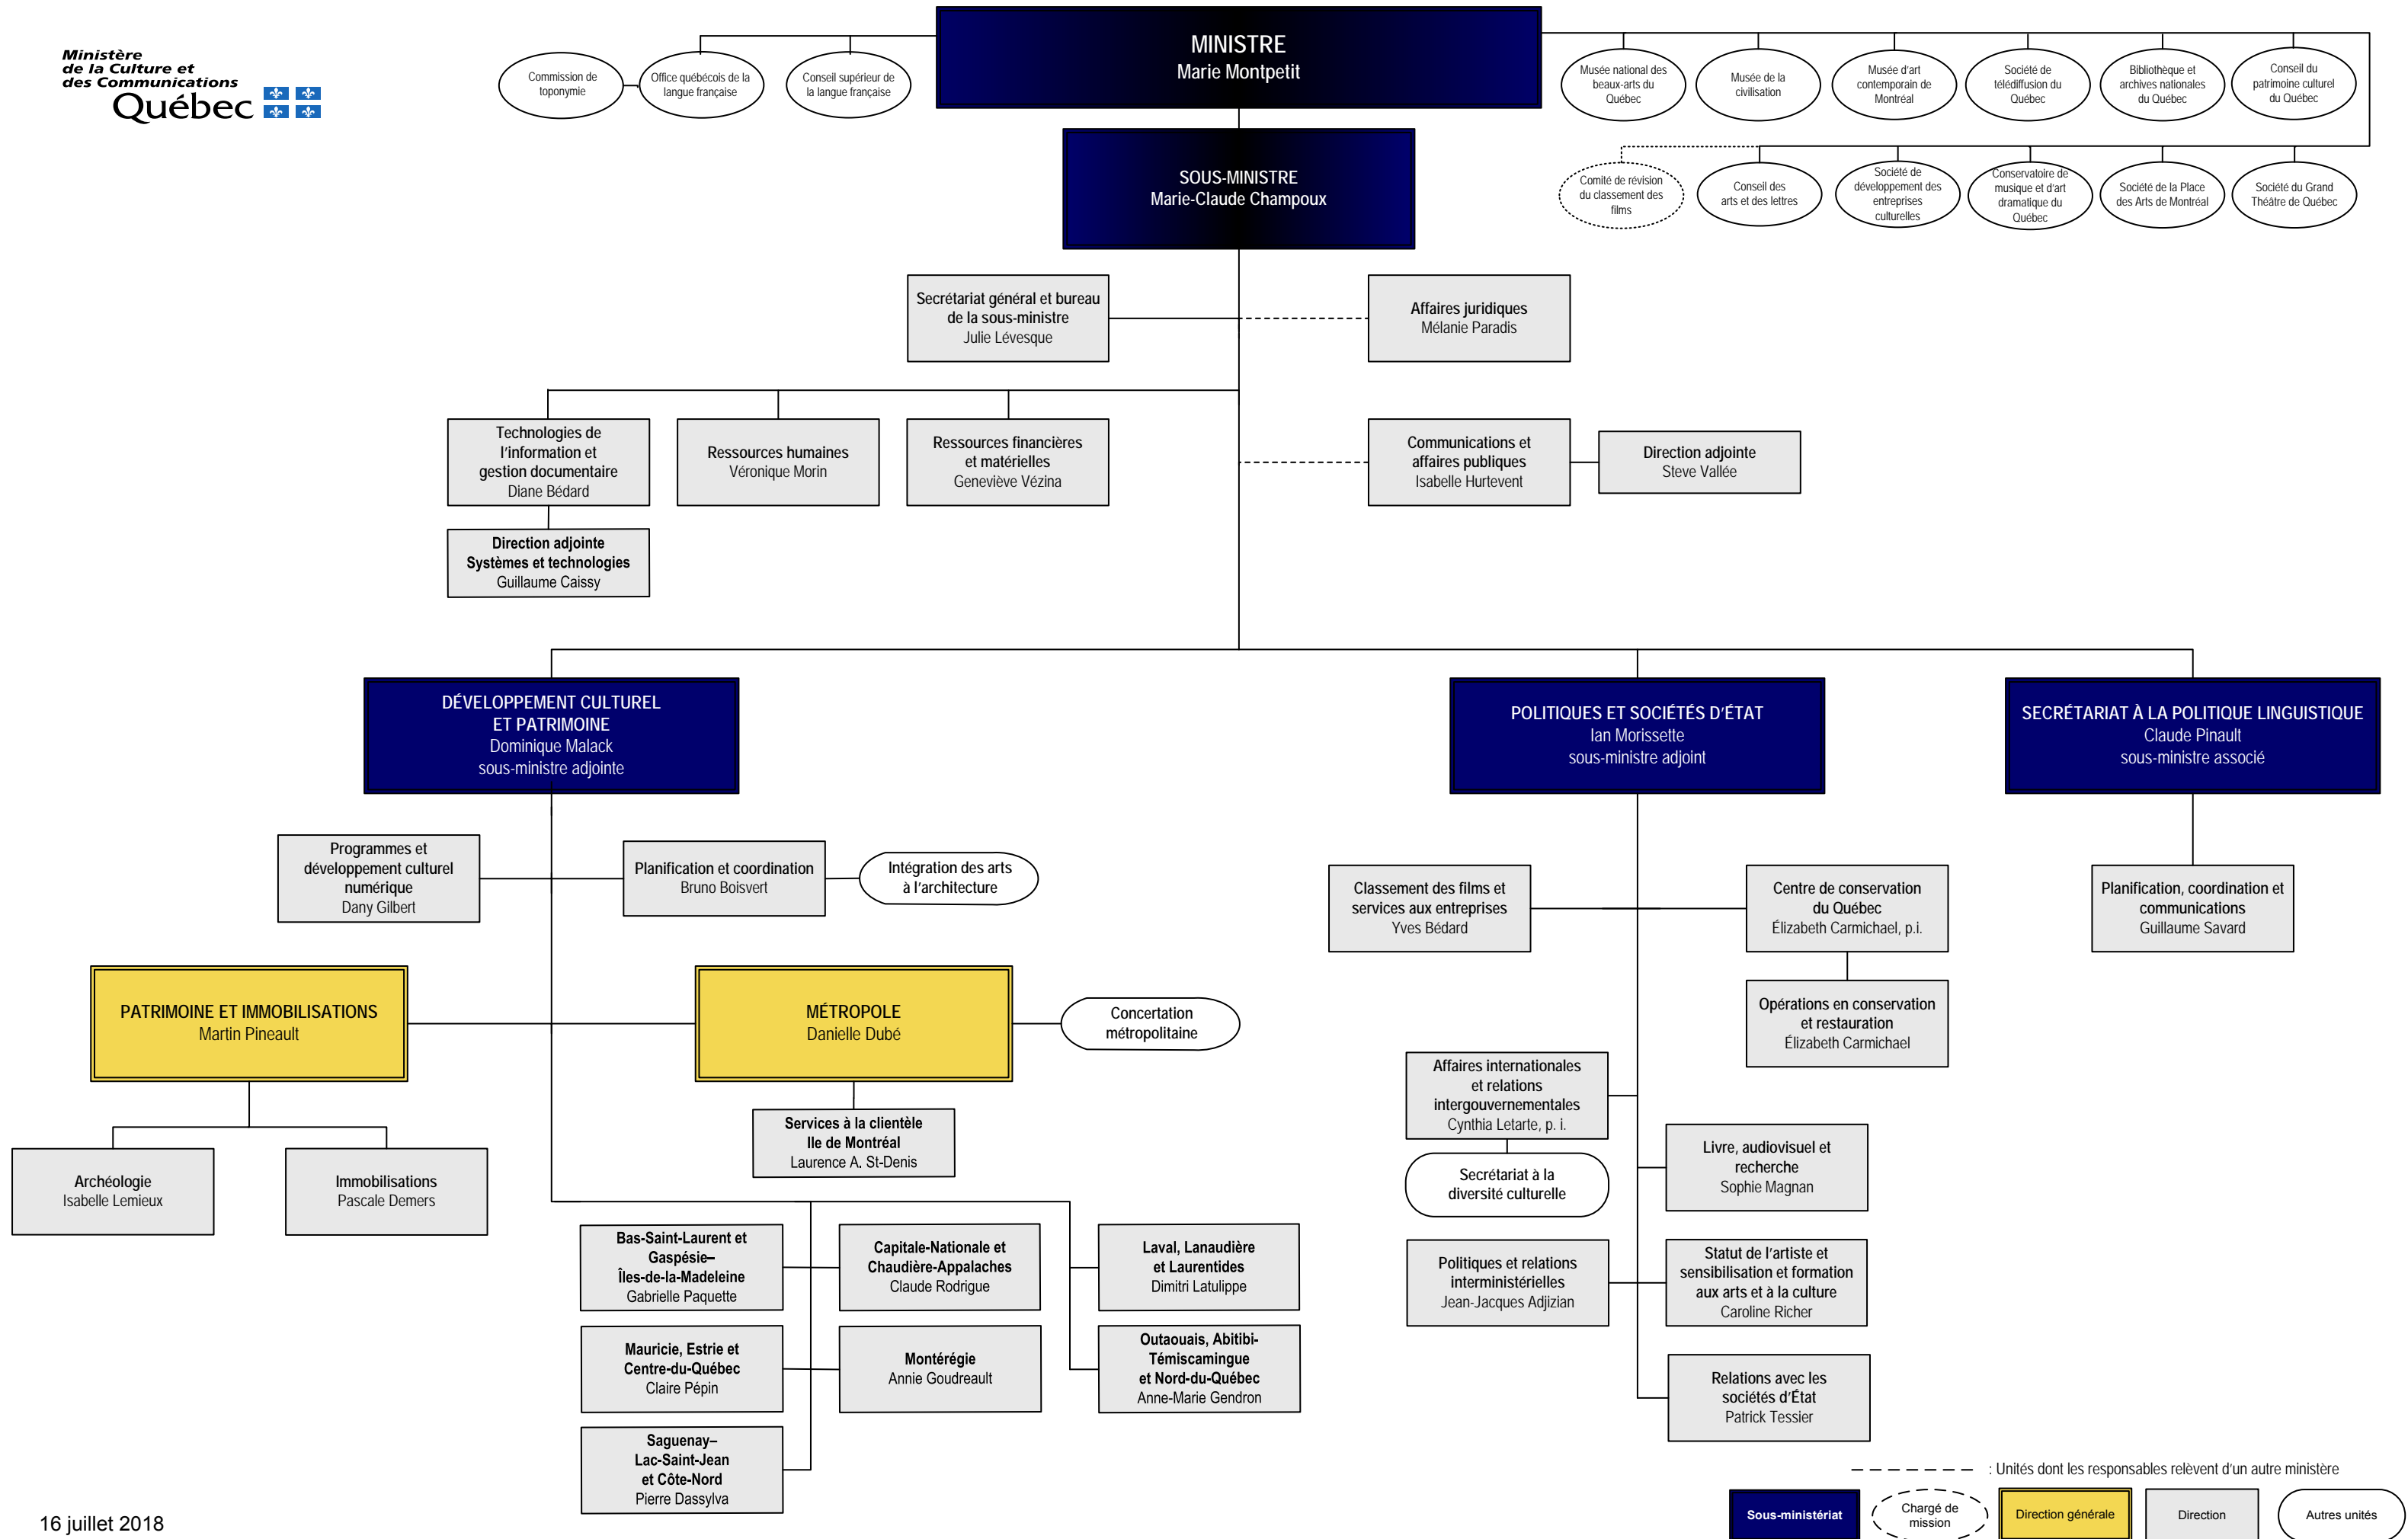 Ministère
de la Culture et
des Communications
Québec
MINISTRE
Marie Montpetit
Commission de
toponymie
Office québécois de la
langue française
Conseil supérieur de
la langue française
Musée national des
beaux-arts du
Québec
Musée de la
civilisation
Musée d'art
contemporain de
Montréal
Société de
télédiffusion du
Québec
Bibliothèque et
archives nationales
du Québec
Conseil du
patrimoine culturel
du Québec
Comité de révision
du classement des
films
Conseil des
arts et des lettres
Société de
développement des
entreprises
culturelles
Conservatoire de
musique et d'art
dramatique du
Québec
Société de la Place
des Arts de Montréal
Société du Grand
Théâtre de Québec
SOUS-MINISTRE
Marie-Claude Champoux
Secrétariat général et bureau
de la sous-ministre
Julie Lévesque
Affaires juridiques
Mélanie Paradis
Technologies de
l'information et
gestion documentaire
Diane Bédard
Ressources humaines
Véronique Morin
Ressources financières
et matérielles
Geneviève Vézina
Communications et
affaires publiques
Isabelle Hurtevent
Direction adjointe
Steve Vallée
Direction adjointe
Systèmes et technologies
Guillaume Caissy
DÉVELOPPEMENT CULTUREL
ET PATRIMOINE
Dominique Malack
sous-ministre adjointe
POLITIQUES ET SOCIÉTÉS D'ÉTAT
Ian Morissette
sous-ministre adjoint
SECRÉTARIAT À LA POLITIQUE LINGUISTIQUE
Claude Pinault
sous-ministre associé
Programmes et
développement culturel
numérique
Dany Gilbert
Planification et coordination
Bruno Boisvert
Intégration des arts
à l'architecture
Classement des films et
services aux entreprises
Yves Bédard
Centre de conservation
du Québec
Élizabeth Carmichael, p.i.
Planification, coordination et
communications
Guillaume Savard
PATRIMOINE ET IMMOBILISATIONS
Martin Pineault
MÉTROPOLE
Danielle Dubé
Concertation
métropolitaine
Opérations en conservation
et restauration
Élizabeth Carmichael
Affaires internationales
et relations
intergouvernementales
Cynthia Letarte, p. i.
Services à la clientèle
Ile de Montréal
Laurence A. St-Denis
Archéologie
Isabelle Lemieux
Immobilisations
Pascale Demers
Secrétariat à la
diversité culturelle
Livre, audiovisuel et
recherche
Sophie Magnan
Bas-Saint-Laurent et
Gaspésie–
Îles-de-la-Madeleine
Gabrielle Paquette
Capitale-Nationale et
Chaudière-Appalaches
Claude Rodrigue
Laval, Lanaudière
et Laurentides
Dimitri Latulippe
Politiques et relations
interministérielles
Jean-Jacques Adjizian
Statut de l'artiste et
sensibilisation et formation
aux arts et à la culture
Caroline Richer
Mauricie, Estrie et
Centre-du-Québec
Claire Pépin
Montérégie
Annie Goudreault
Outaouais, Abitibi-
Témiscamingue
et Nord-du-Québec
Anne-Marie Gendron
Relations avec les
sociétés d'État
Patrick Tessier
Saguenay–
Lac-Saint-Jean
et Côte-Nord
Pierre Dassylva
: Unités dont les responsables relèvent d'un autre ministère
Sous-ministériat
Chargé de
mission
Direction générale
Direction
Autres unités
16 juillet 2018